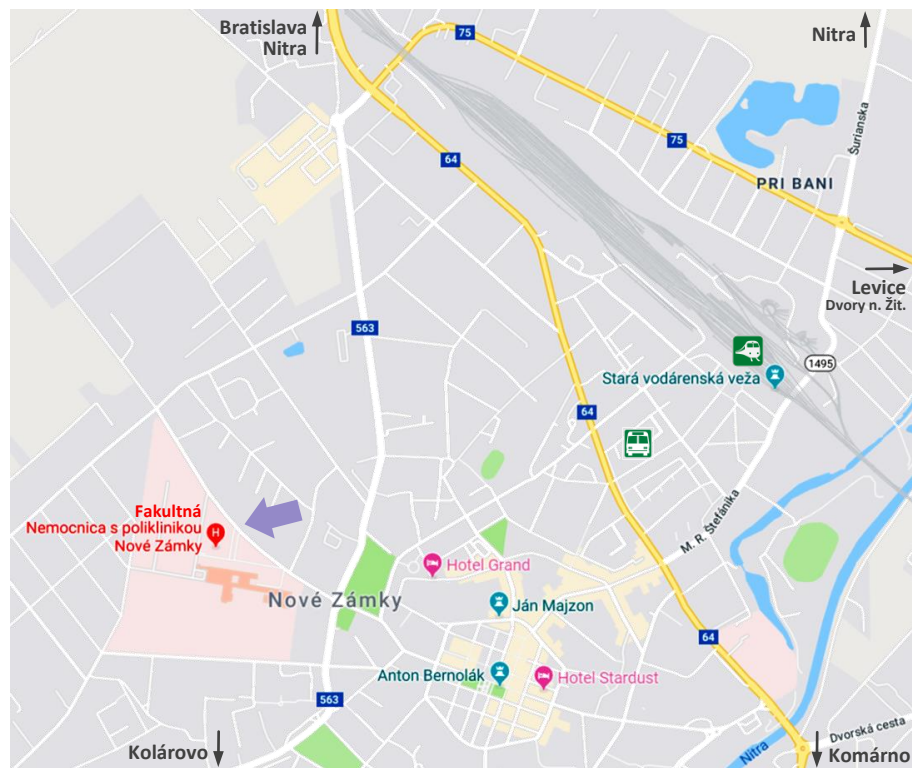 Bratislava
Nitra
Nitra
75
75
64
Šurianska
PRI BANI
Levice
Dvory n. Žit.
563
1495
Stará vodárenská veža
64
Fakultná
Nemocnica s poliklinikou
Nové Zámky
H
M. R. Štefánika
Hotel Grand
Nové Zámky
Ján Majzon
64
Anton Bernolák
Hotel Stardust
563
Kolárovo
Nitra
Dvorská cesta
Komárno